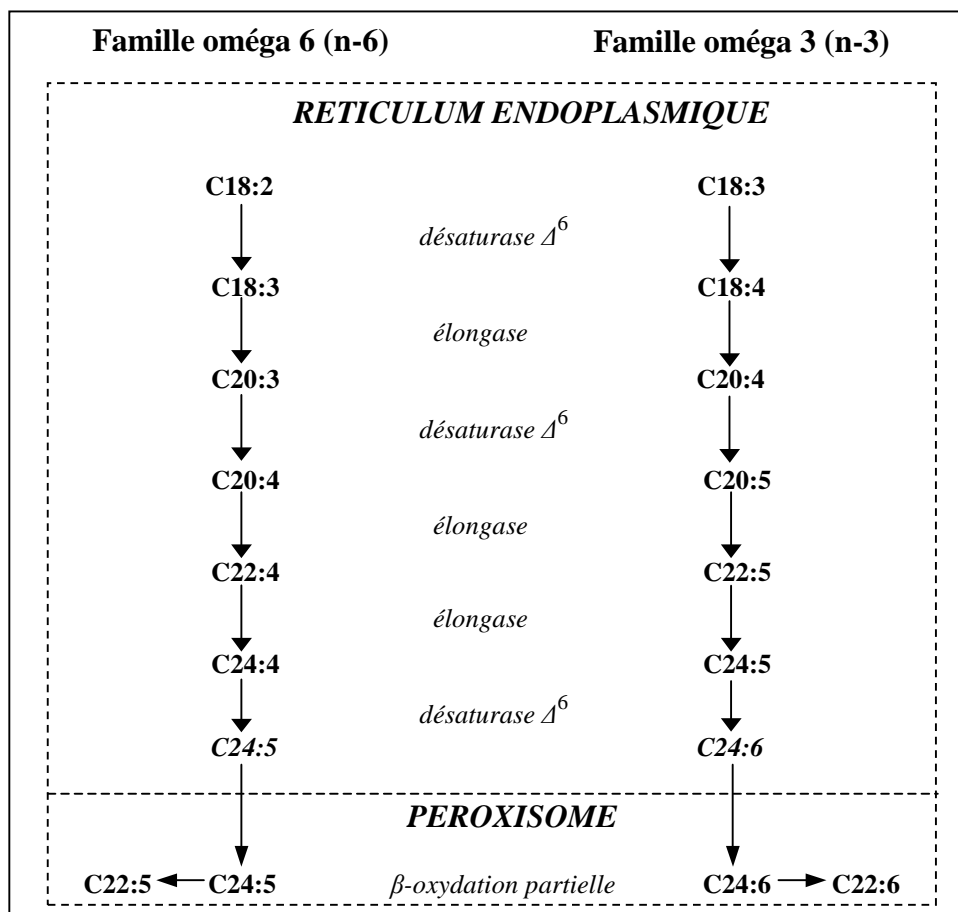 Famille oméga 6 (n-6) Famille oméga 3 (n-3)
RETICULUM ENDOPLASMIQUE
C18:2 C18:3
désaturase Δ⁶
C18:3 C18:4
élongase
C20:3 C20:4
désaturase Δ⁶
C20:4 C20:5
élongase
C22:4 C22:5
élongase
C24:4 C24:5
désaturase Δ⁶
C24:5 C24:6
PEROXISOME
C22:5 C24:5 β-oxydation partielle C24:6 C22:6